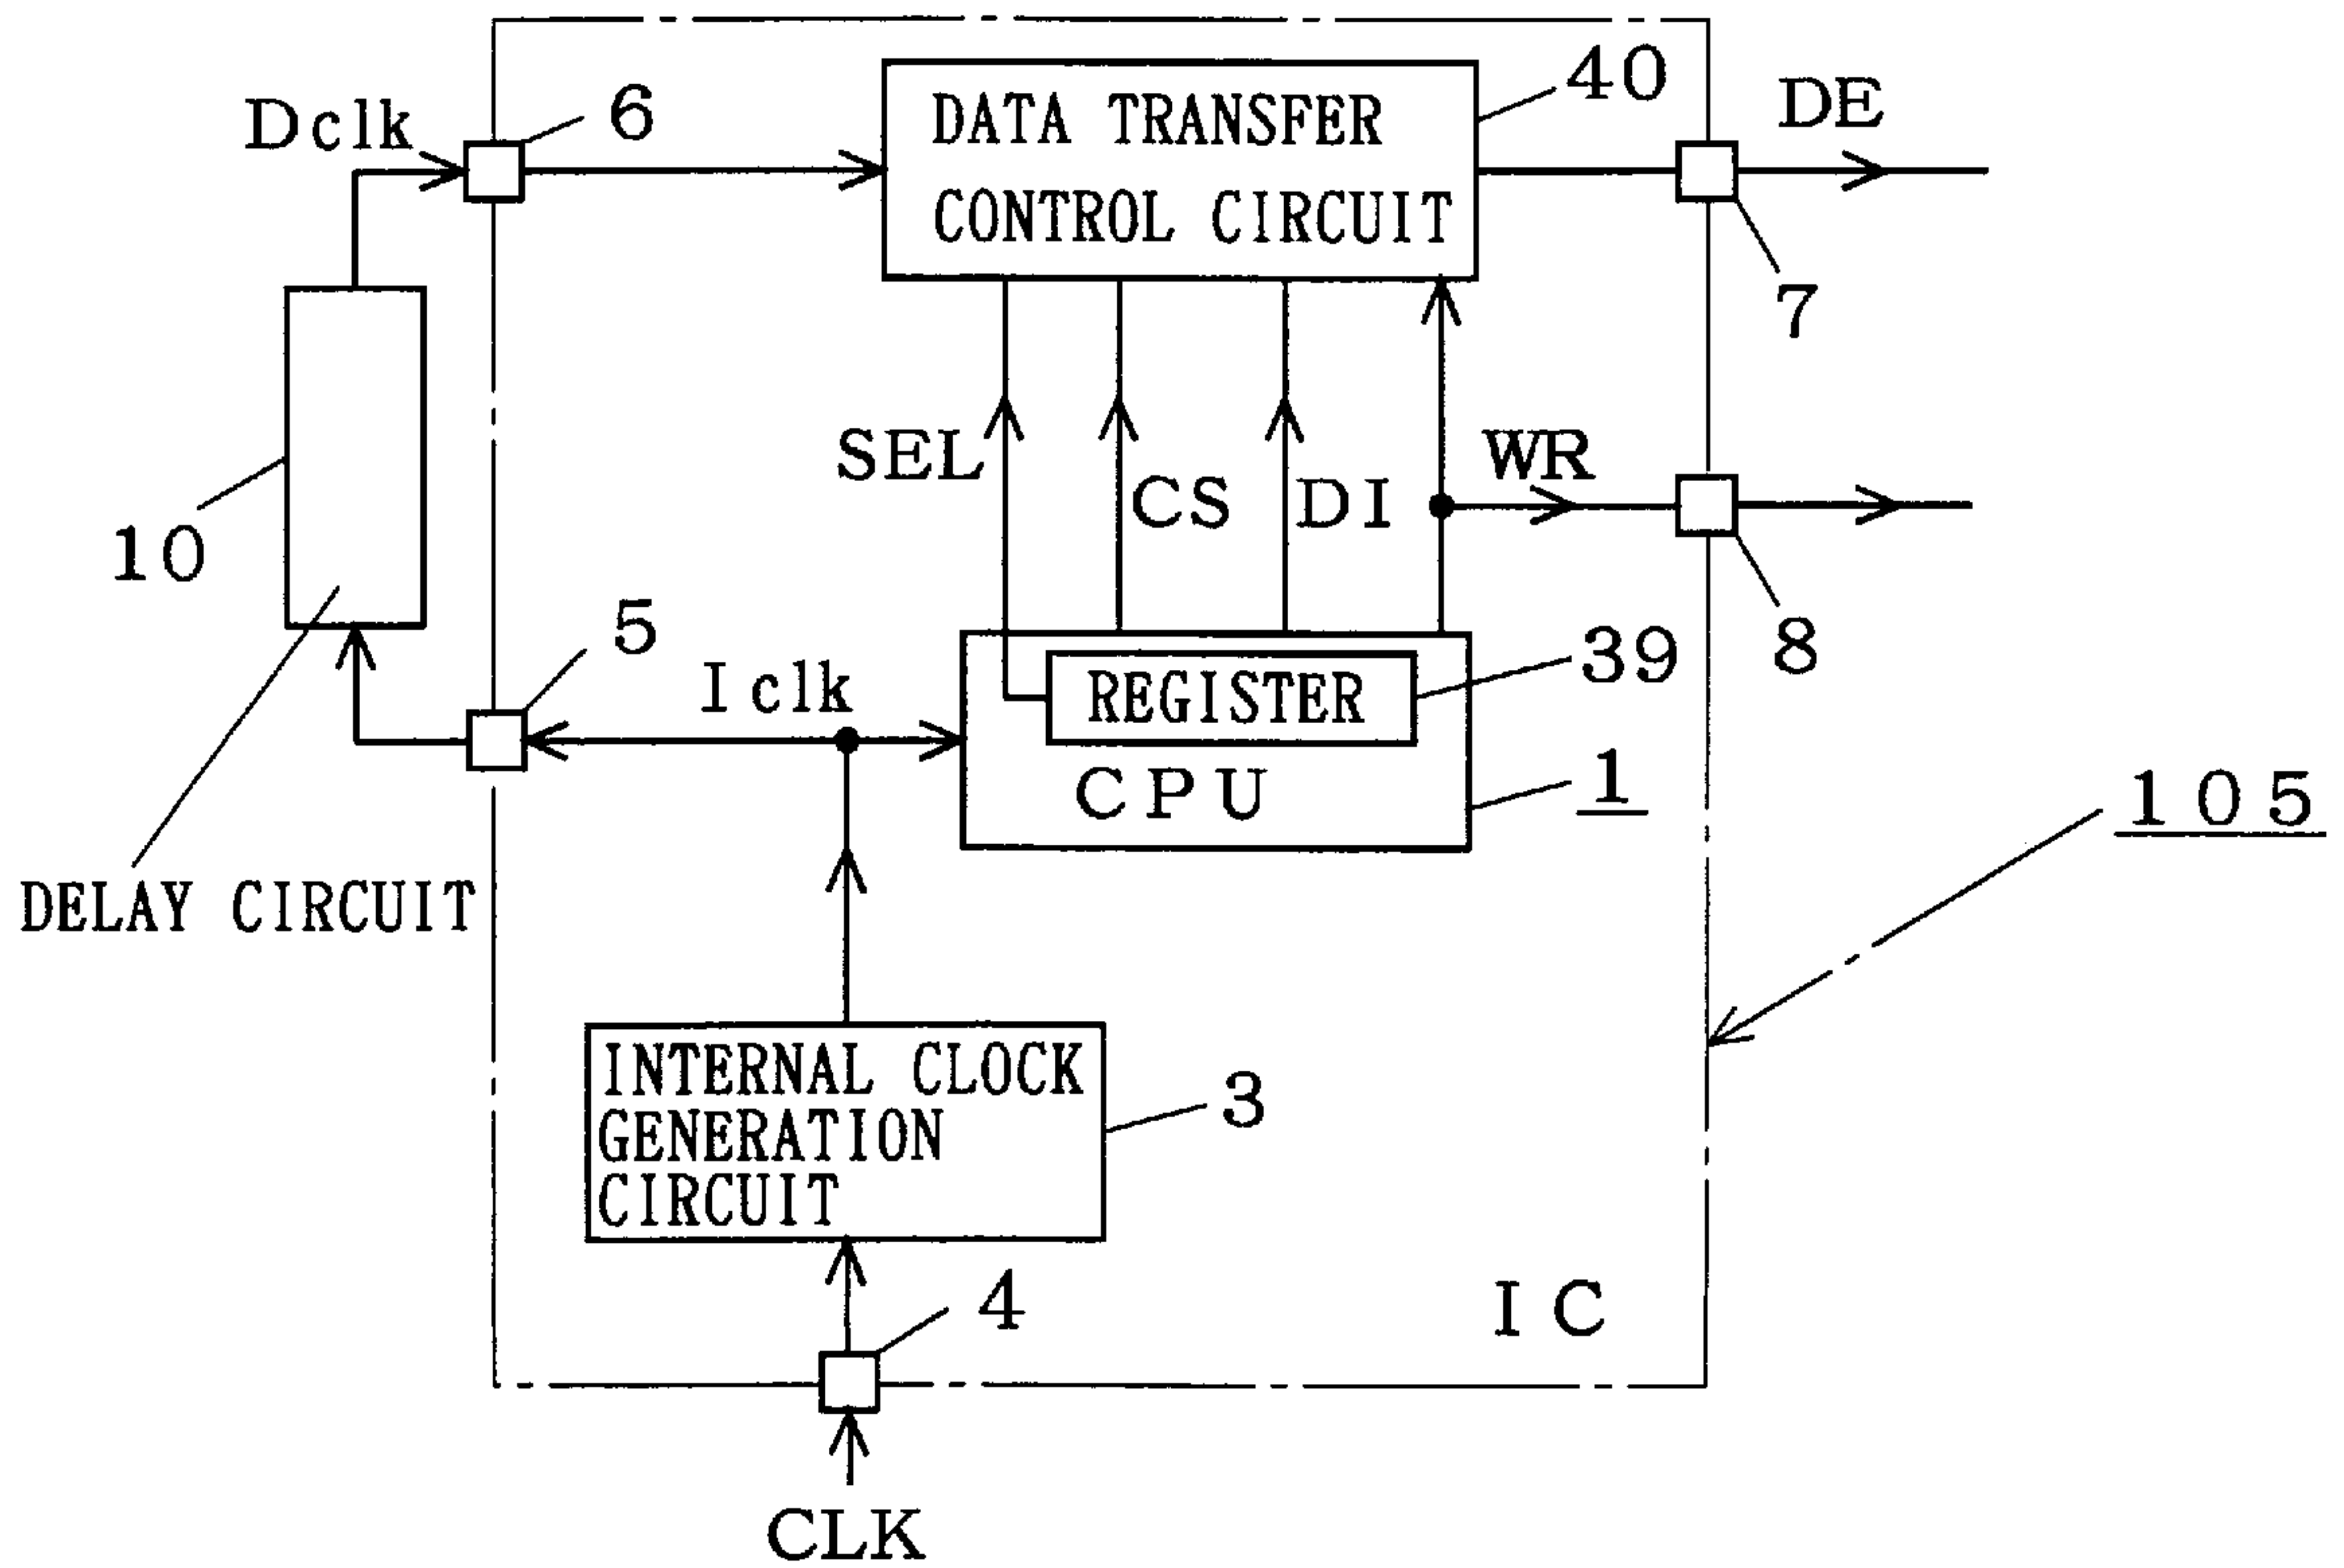 40
DE
Dclk
6
DATA TRANSFER
CONTROL CIRCUIT
7
SEL
WR
CS
DI
10
5
8
39
Iclk
REGISTER
CPU
1
105
DELAY CIRCUIT
INTERNAL CLOCK
GENERATION
CIRCUIT
3
4
IC
CLK